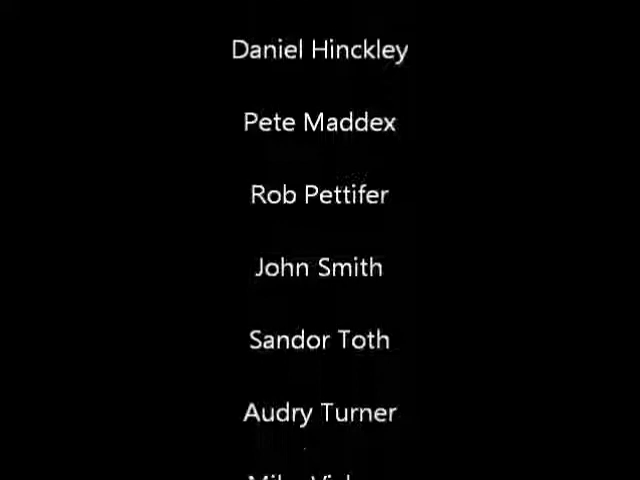 Daniel Hinckley
Pete Maddex
Rob Pettifer
John Smith
Sandor Toth
Audry Turner